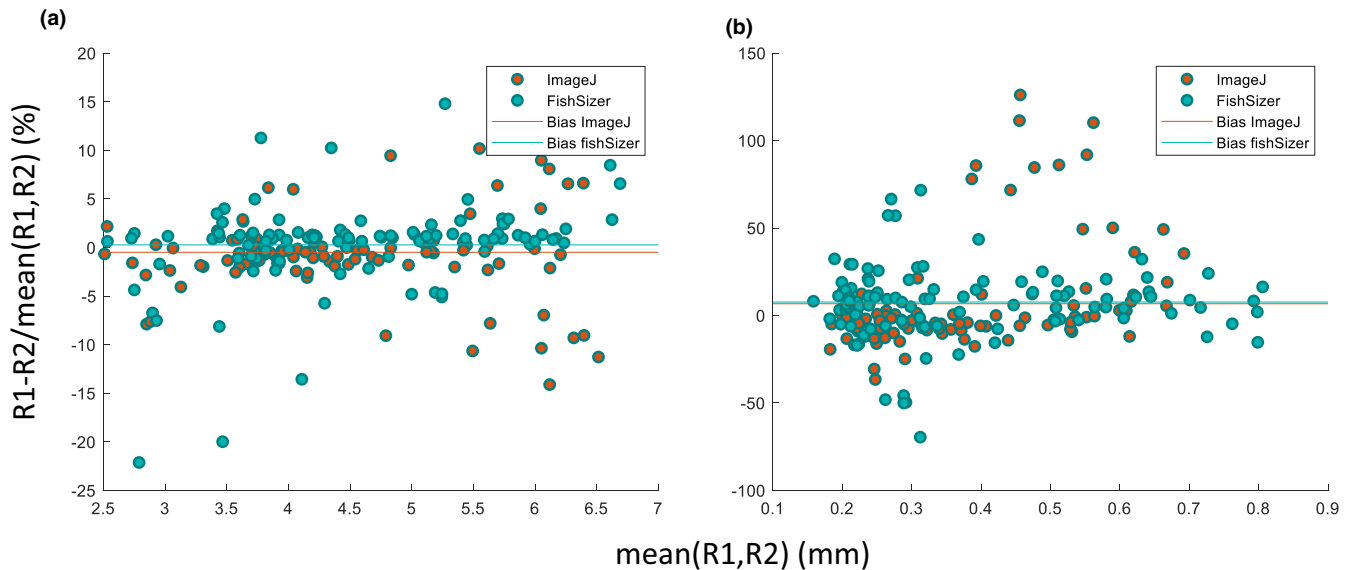 (a)
(b)
R1-R2/mean(R1,R2) (%)
20
15
10
5
0
-5
-10
-15
-20
-25
2.5 3 3.5 4 4.5 5 5.5 6 6.5 7
ImageJ
FishSizer
Bias ImageJ
Bias fishSizer
150
100
50
0
-50
-100
0.1 0.2 0.3 0.4 0.5 0.6 0.7 0.8 0.9
ImageJ
FishSizer
Bias ImageJ
Bias fishSizer
mean(R1,R2) (mm)